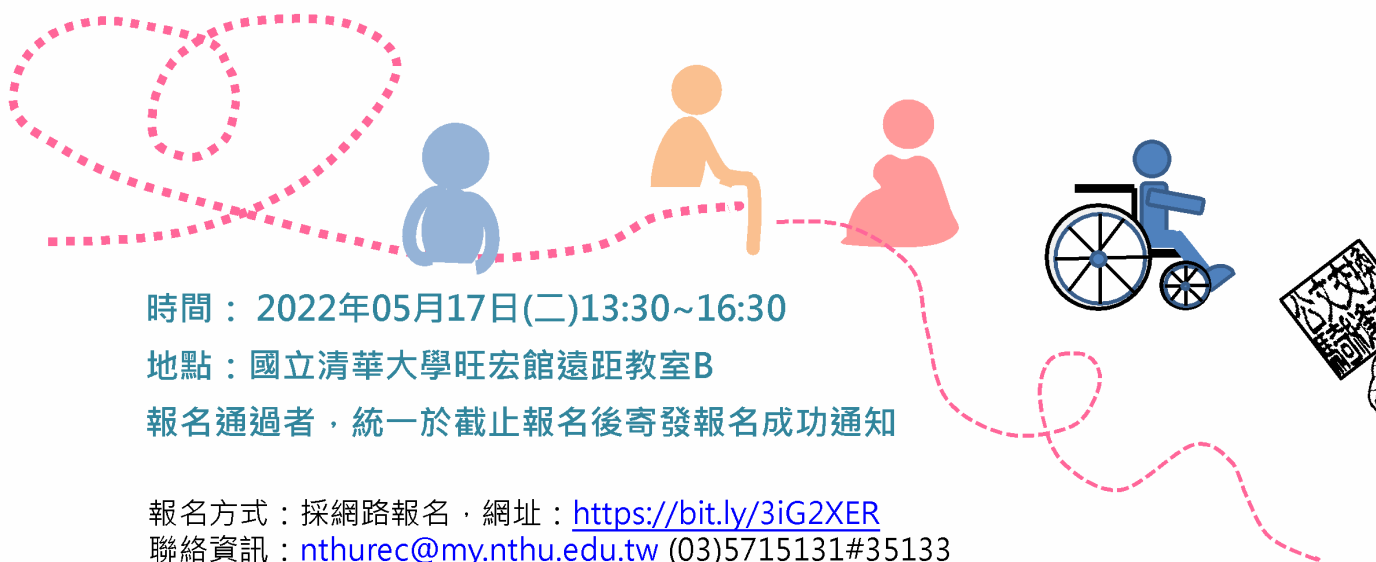 時間： 2022年05月17日(二)13:30~16:30
地點：國立清華大學旺宏館遠距教室B
報名通過者，統一於截止報名後寄發報名成功通知
報名方式：採網路報名，網址：https://bit.ly/3iG2XER
聯絡資訊：nthurec@my.nthu.edu.tw (03)5715131#35133